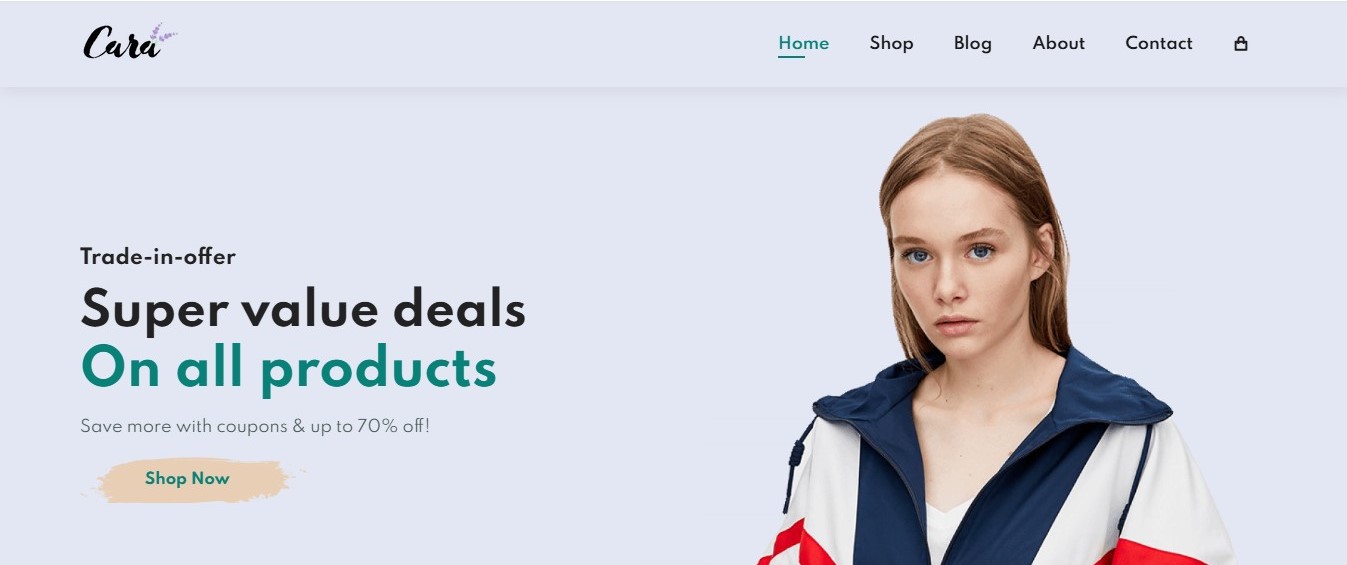 Cara
Home Shop Blog About Contact
Trade-in-offer
Super value deals
On all products
Save more with coupons & up to 70% off!
Shop Now